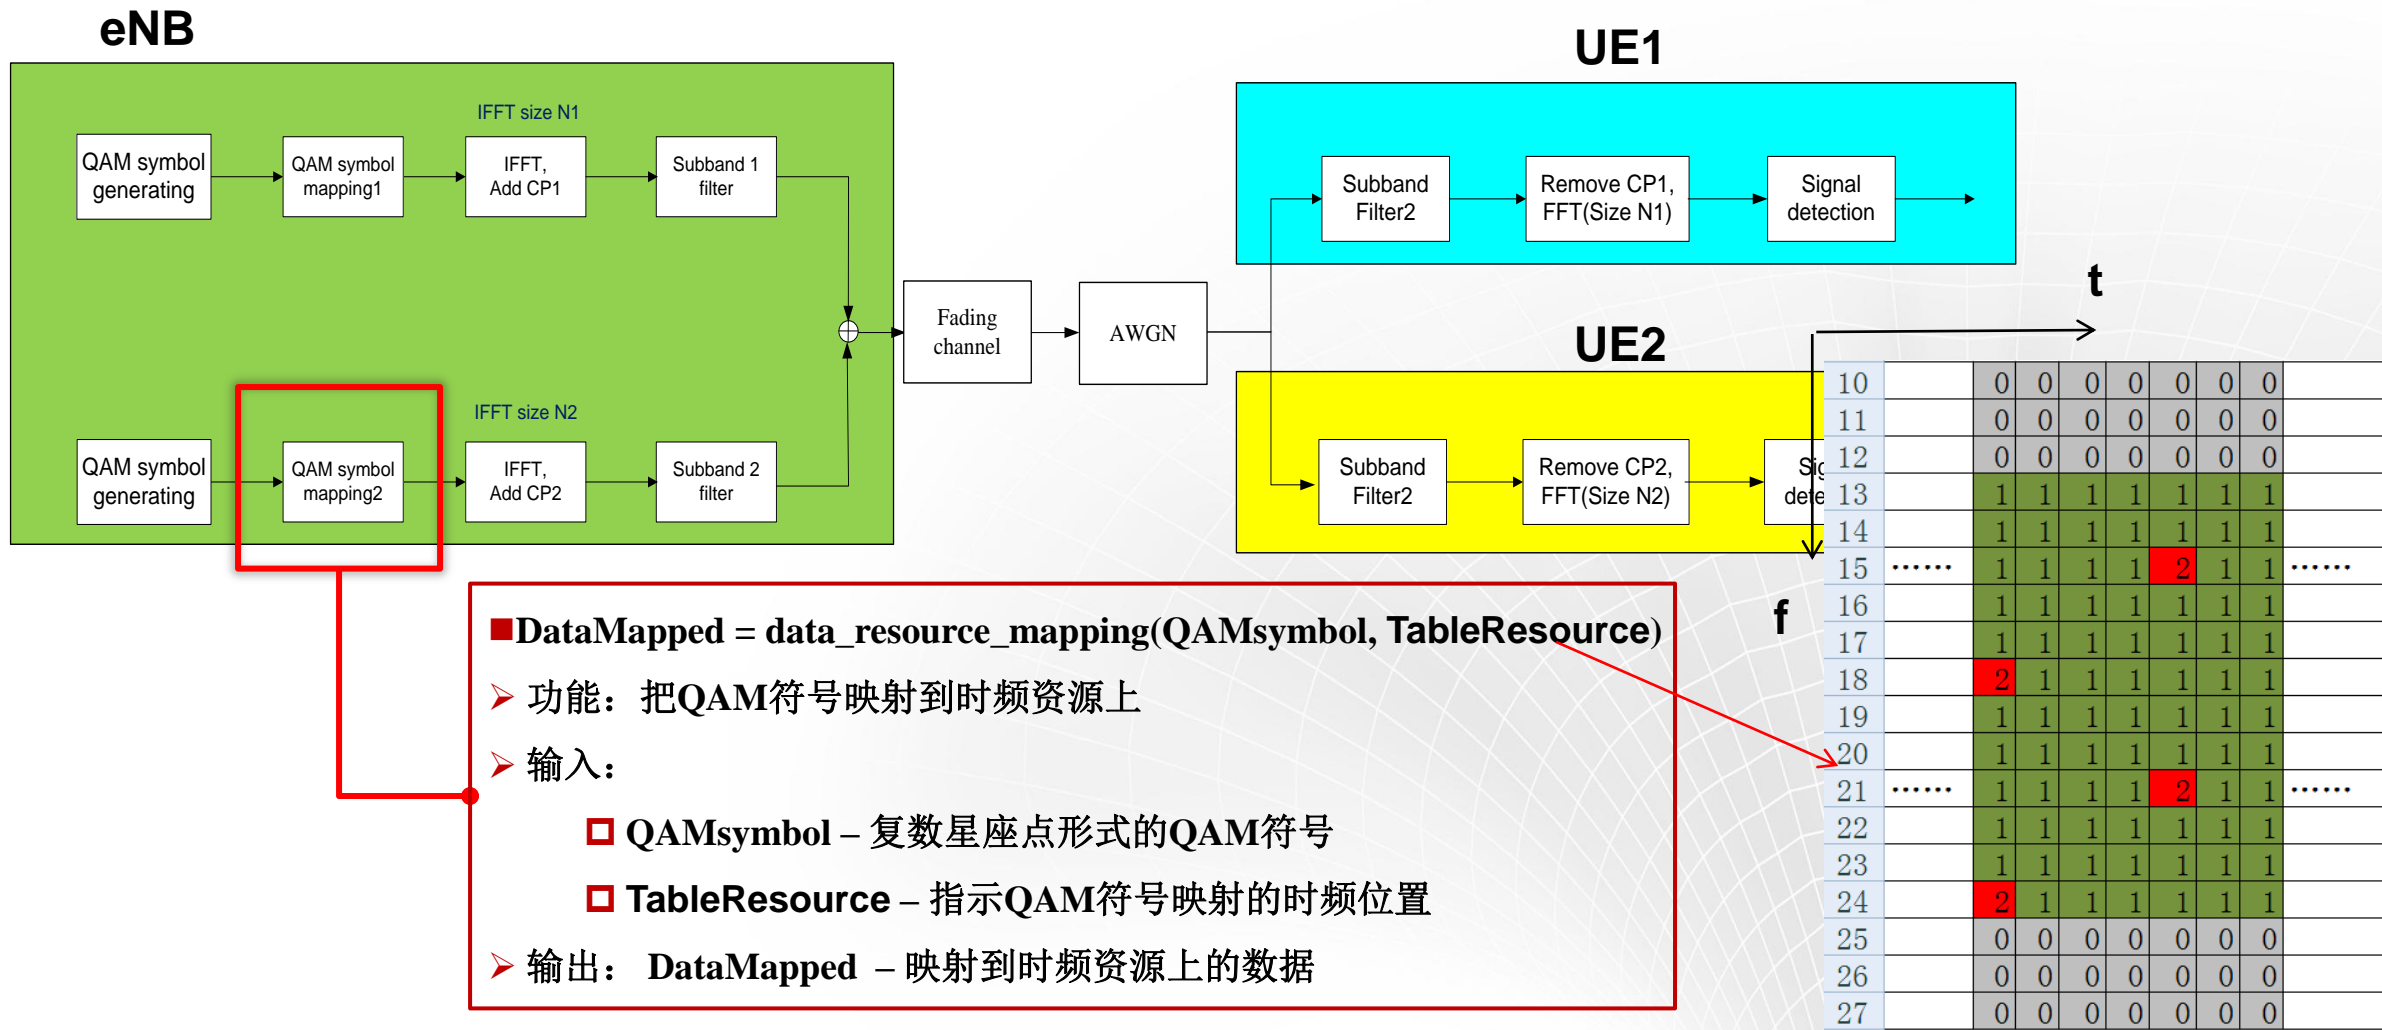 eNB
IFFT size N1
QAM symbol
generating
QAM symbol
mapping1
IFFT,
Add CP1
Subband 1
filter
IFFT size N2
QAM symbol
generating
QAM symbol
mapping2
IFFT,
Add CP2
Subband 2
filter
Fading
channel
AWGN
UE1
Subband
Filter2
Remove CP1,
FFT(Size N1)
Signal
detection
UE2
Subband
Filter2
Remove CP2,
FFT(Size N2)
Sig
dete
t
f
10 0 0 0 0 0 0 0
11 0 0 0 0 0 0 0
12 0 0 0 0 0 0 0
13 1 1 1 1 1 1 1
14 1 1 1 1 1 1 1
15 …… 1 1 1 1 2 1 1 ……
16 1 1 1 1 1 1 1
17 1 1 1 1 1 1 1
18 2 1 1 1 1 1 1
19 1 1 1 1 1 1 1
20 1 1 1 1 1 1 1
21 …… 1 1 1 1 2 1 1 ……
22 1 1 1 1 1 1 1
23 1 1 1 1 1 1 1
24 2 1 1 1 1 1 1
25 0 0 0 0 0 0 0
26 0 0 0 0 0 0 0
27 0 0 0 0 0 0 0
■DataMapped = data_resource_mapping(QAMsymbol, TableResource)
➢ 功能：把QAM符号映射到时频资源上
➢ 输入：
QAMsymbol – 复数星座点形式的QAM符号
TableResource – 指示QAM符号映射的时频位置
➢ 输出： DataMapped – 映射到时频资源上的数据